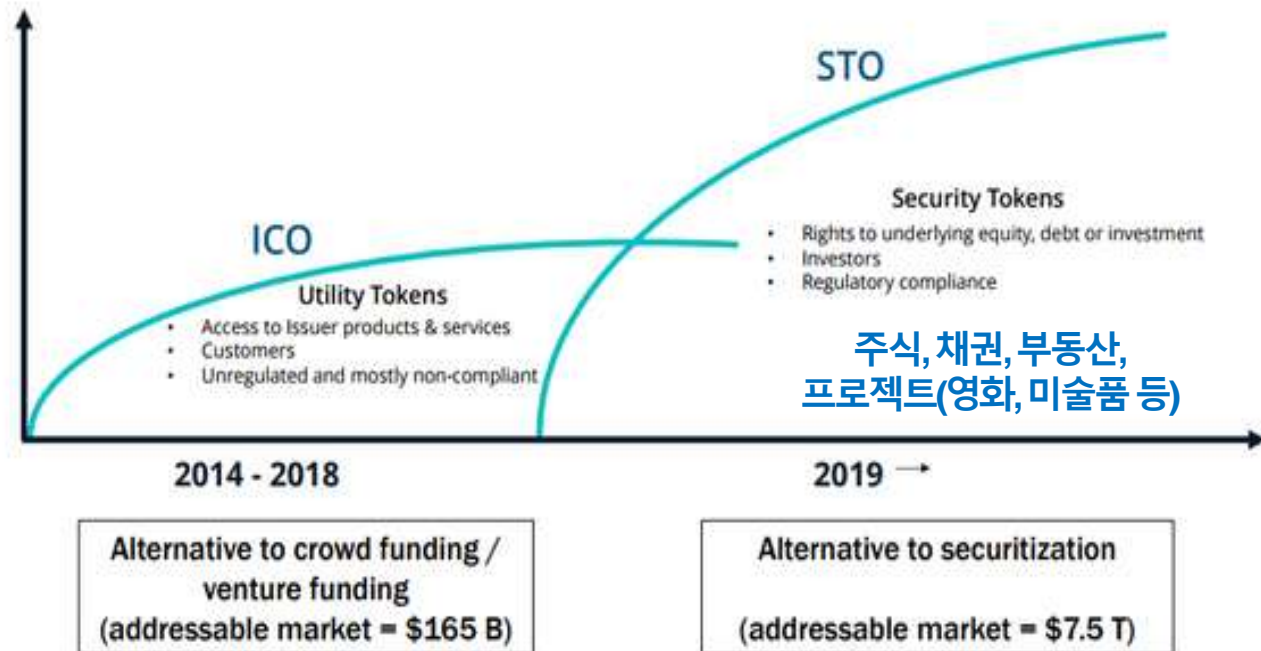 STO
ICO
Security Tokens
• Rights to underlying equity, debt or investment
• Investors
• Regulatory compliance
Utility Tokens
• Access to Issuer products & services
• Customers
• Unregulated and mostly non-compliant
주식, 채권, 부동산,
프로젝트(영화, 미술품 등)
2014 - 2018
2019 →
Alternative to crowd funding /
venture funding
(addressable market = $165 B)
Alternative to securitization
(addressable market = $7.5 T)